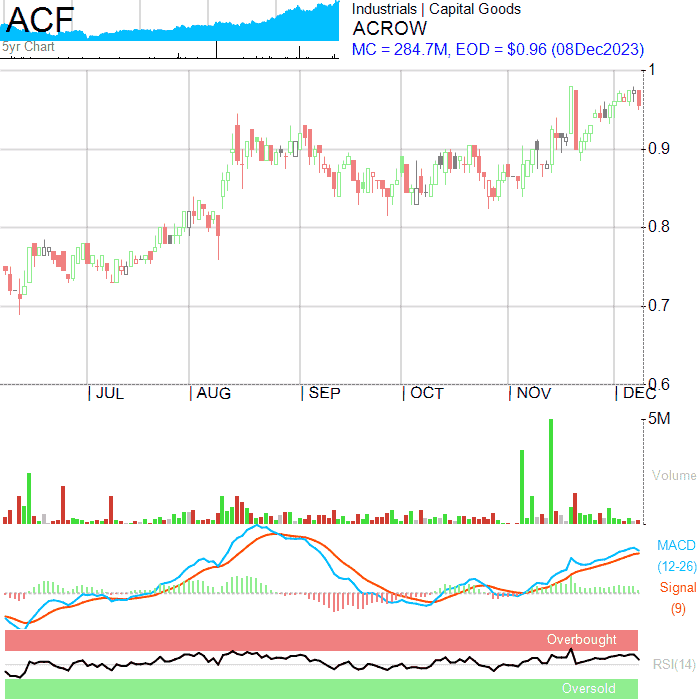 ACF
5yr Chart
Industrials | Capital Goods
ACROW
MC = 284.7M, EOD = $0.96 (08Dec2023)
1
0.9
0.8
0.7
0.6
JUL
AUG
SEP
OCT
NOV
DEC
5M
Volume
MACD
(12-26)
Signal
(9)
Overbought
RSI(14)
Oversold